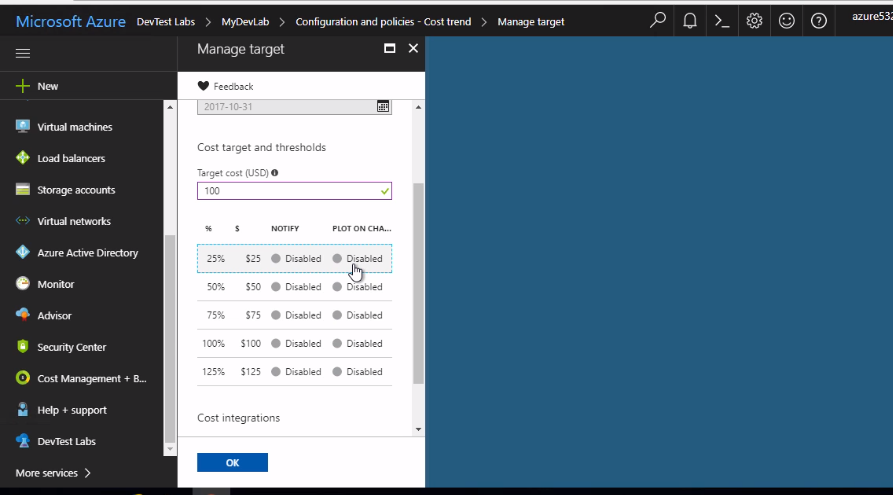 Microsoft Azure DevTest Labs > MyDevLab > Configuration and policies - Cost trend > Manage target
azure532
Manage target
Feedback
New
2017-10-31
Virtual machines
Load balancers
Storage accounts
Virtual networks
Azure Active Directory
Monitor
Advisor
Security Center
Cost Management + B...
Help + support
DevTest Labs
More services >
Cost target and thresholds
Target cost (USD)
100
% $ NOTIFY PLOT ON CHA...
25% $25 Disabled Disabled
50% $50 Disabled Disabled
75% $75 Disabled Disabled
100% $100 Disabled Disabled
125% $125 Disabled Disabled
Cost integrations
OK